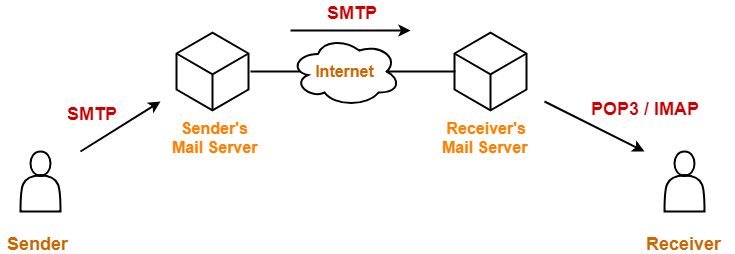 SMTP
Internet
SMTP
POP3 / IMAP
Sender's
Mail Server
Receiver's
Mail Server
Sender
Receiver